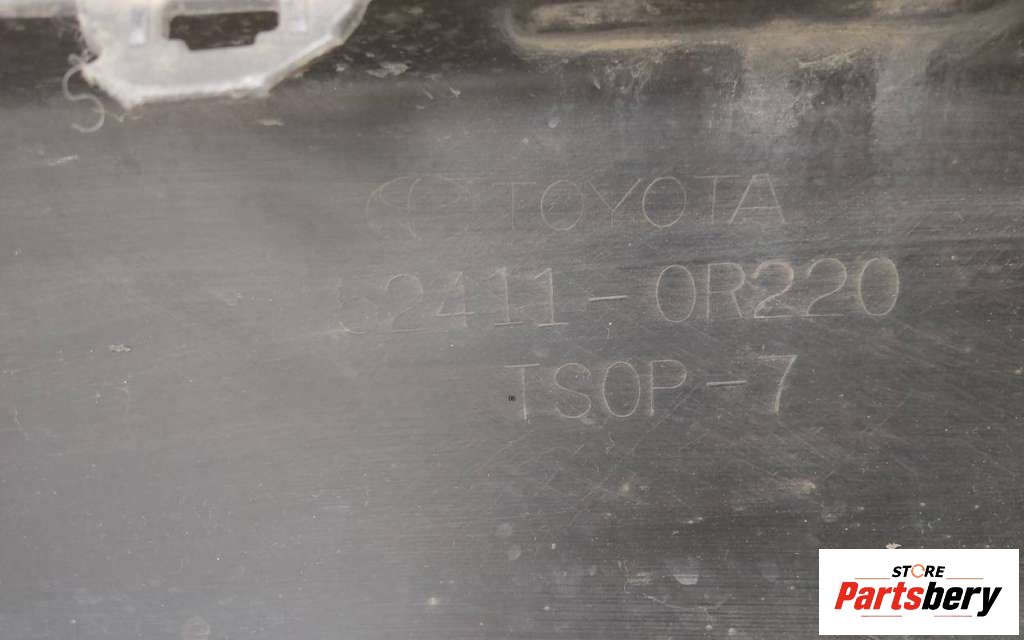 TOYOTA
52411-0R220
TSOP-7
STORE
Partsbery